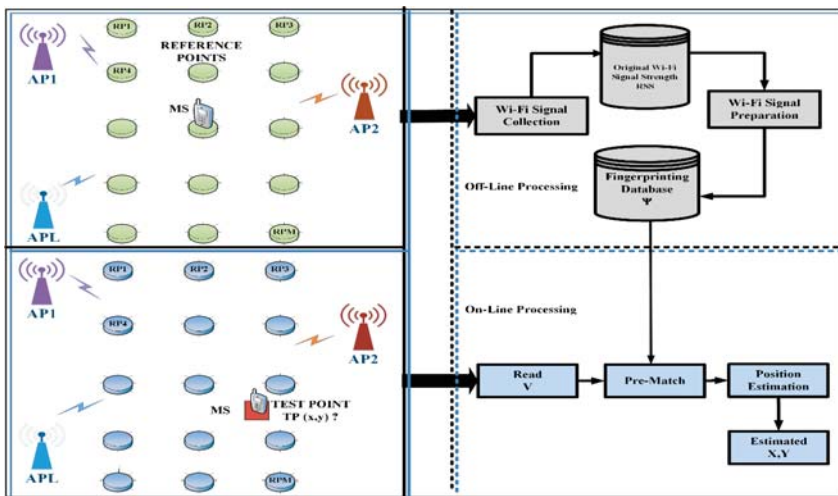 RP1
RP2
RP3
REFERENCE
POINTS
AP1
RP4
AP2
MS
APL
RPM
Original Wi-Fi
Signal Strength
RSS
Wi-Fi Signal
Collection
Wi-Fi Signal
Preparation
Fingerprinting
Database
Ψ
Off-Line Processing
RP1
RP2
RP3
AP1
RP4
AP2
MS
TEST POINT
TP (x,y) ?
APL
RPM
On-Line Processing
Read
V
Pre-Match
Position
Estimation
Estimated
X,Y